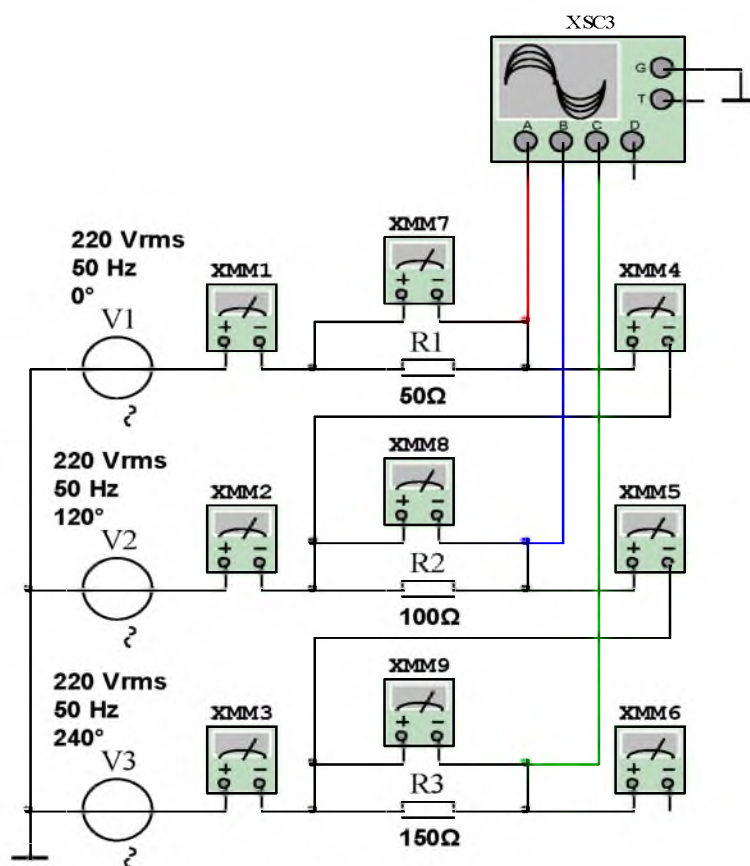 XSC3
G
T
A B C D
XMM7
220 Vrms
50 Hz
0°
XMM1
XMM4
V1
+ −
+ −
+ −
R1
50Ω
XMM8
220 Vrms
50 Hz
120°
XMM2
XMM5
V2
+ −
+ −
+ −
R2
100Ω
XMM9
220 Vrms
50 Hz
240°
XMM3
XMM6
V3
+ −
+ −
+ −
R3
150Ω